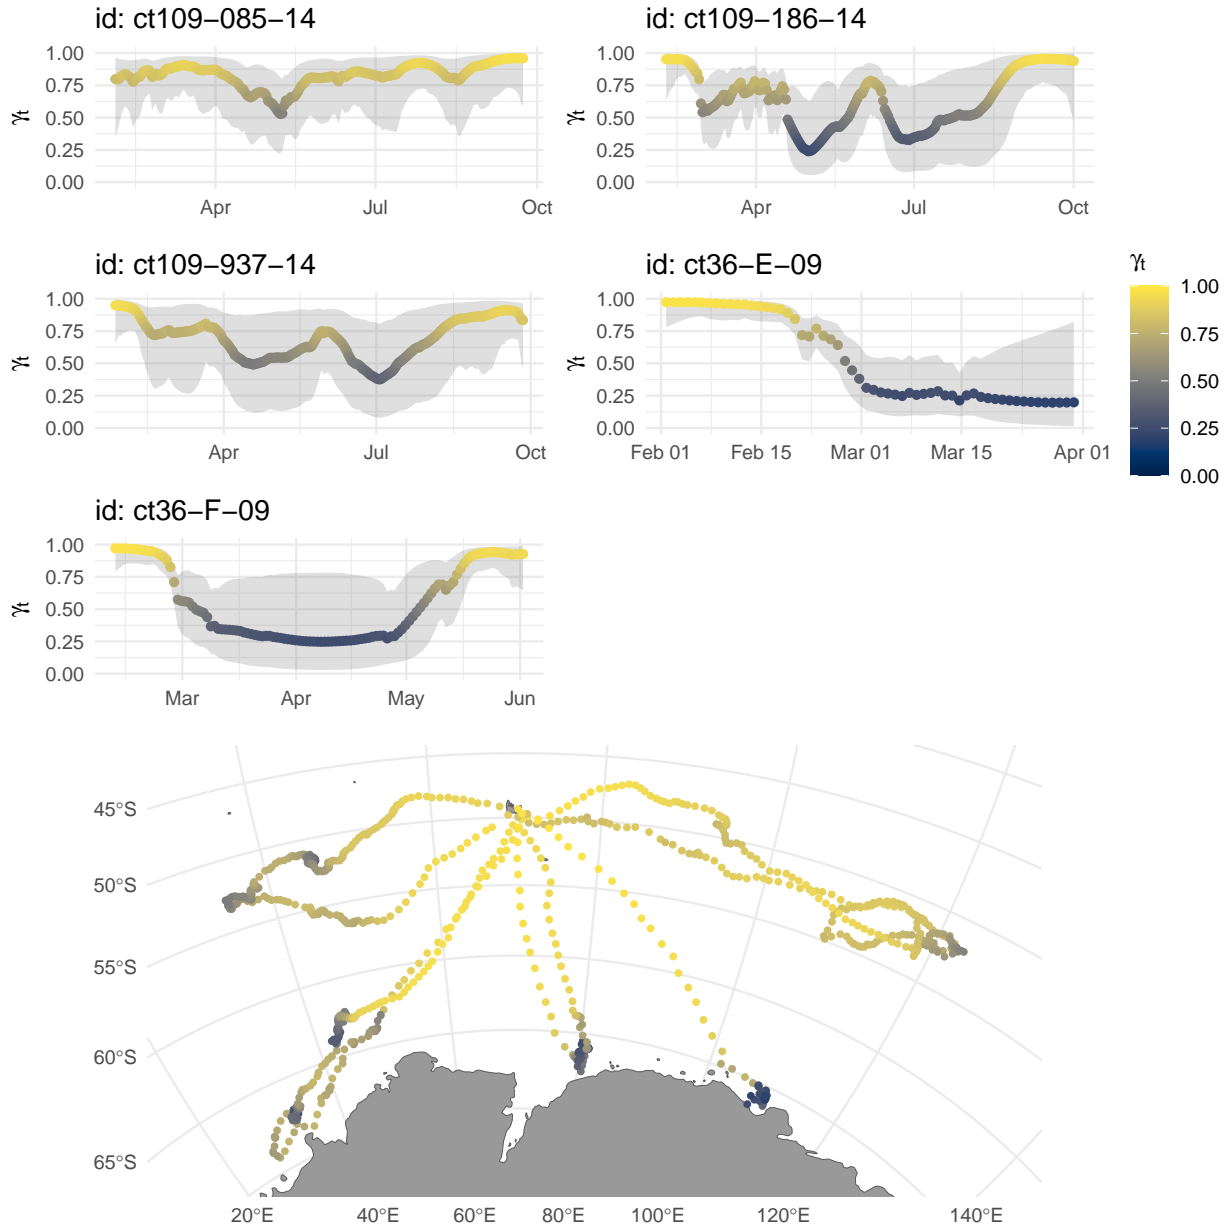 id: ct109−085−14
id: ct109−186−14
1.00
0.75
0.50
0.25
0.00
γt
Apr
Jul
Oct
1.00
0.75
0.50
0.25
0.00
γt
Apr
Jul
Oct
id: ct109−937−14
id: ct36−E−09
1.00
0.75
0.50
0.25
0.00
γt
Apr
Jul
Oct
1.00
0.75
0.50
0.25
0.00
γt
Feb 01
Feb 15
Mar 01
Mar 15
Apr 01
γt
1.00
0.75
0.50
0.25
0.00
id: ct36−F−09
1.00
0.75
0.50
0.25
0.00
γt
Mar
Apr
May
Jun
45°S
50°S
55°S
60°S
65°S
20°E
40°E
60°E
80°E
100°E
120°E
140°E